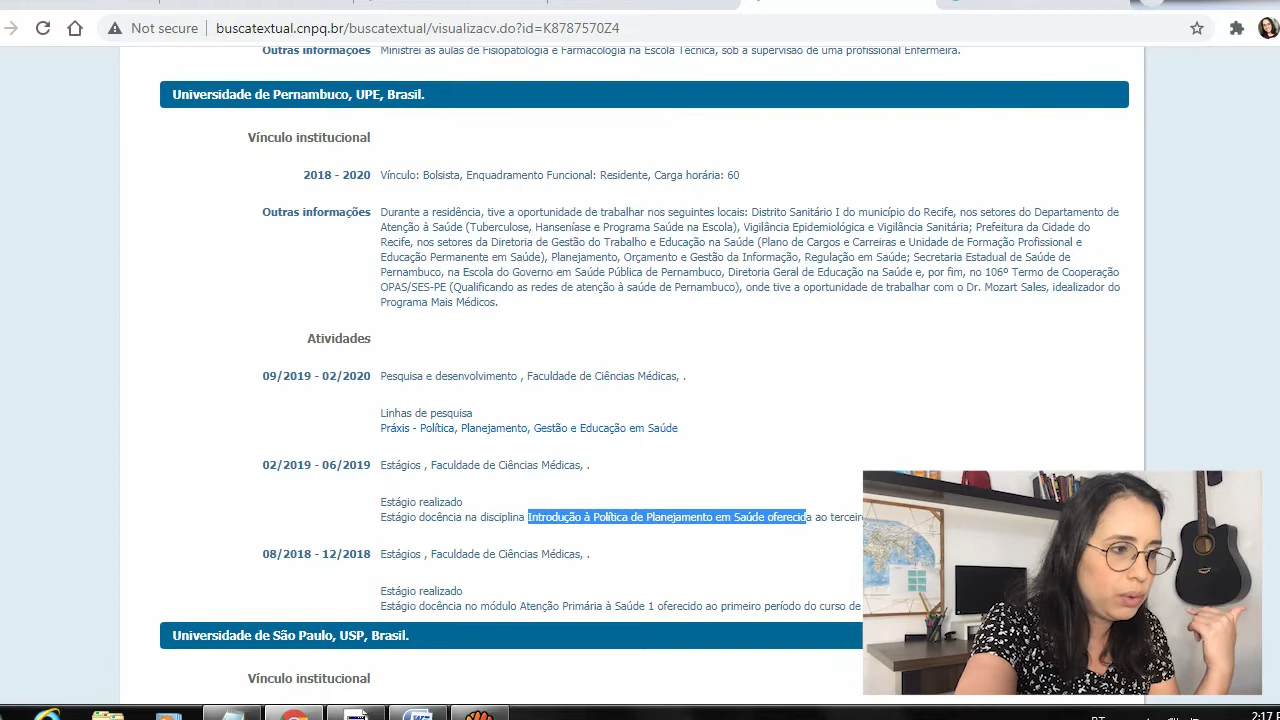 Not secure
buscatextual.cnpq.br/buscatextual/visualizacv.do?id=K8787570Z4
Outras informações Ministrei as aulas de Fisiopatologia e Farmacologia na Escola Técnica, sob a supervisão de uma profissional Enfermeira.
Universidade de Pernambuco, UPE, Brasil.
Vínculo institucional
2018 - 2020 Vínculo: Bolsista, Enquadramento Funcional: Residente, Carga horária: 60
Outras informações Durante a residência, tive a oportunidade de trabalhar nos seguintes locais: Distrito Sanitário I do município do Recife, nos setores do Departamento de
Atenção à Saúde (Tuberculose, Hanseníase e Programa Saúde na Escola), Vigilância Epidemiológica e Vigilância Sanitária; Prefeitura da Cidade do
Recife, nos setores da Diretoria de Gestão do Trabalho e Educação na Saúde (Plano de Cargos e Carreiras e Unidade de Formação Profissional e
Educação Permanente em Saúde), Planejamento, Orçamento e Gestão da Informação, Regulação em Saúde; Secretaria Estadual de Saúde de
Pernambuco, na Escola do Governo em Saúde Pública de Pernambuco, Diretoria Geral de Educação na Saúde e, por fim, no 106º Termo de Cooperação
OPAS/SES-PE (Qualificando as redes de atenção à saúde de Pernambuco), onde tive a oportunidade de trabalhar com o Dr. Mozart Sales, idealizador do
Programa Mais Médicos.
Atividades
09/2019 - 02/2020 Pesquisa e desenvolvimento , Faculdade de Ciências Médicas, .
Linhas de pesquisa
Práxis - Política, Planejamento, Gestão e Educação em Saúde
02/2019 - 06/2019 Estágios , Faculdade de Ciências Médicas, .
Estágio realizado
Estágio docência na disciplina Introdução à Política de Planejamento em Saúde oferecida ao terceir
08/2018 - 12/2018 Estágios , Faculdade de Ciências Médicas, .
Estágio realizado
Estágio docência no módulo Atenção Primária à Saúde 1 oferecido ao primeiro período do curso de
Universidade de São Paulo, USP, Brasil.
Vínculo institucional
2:17